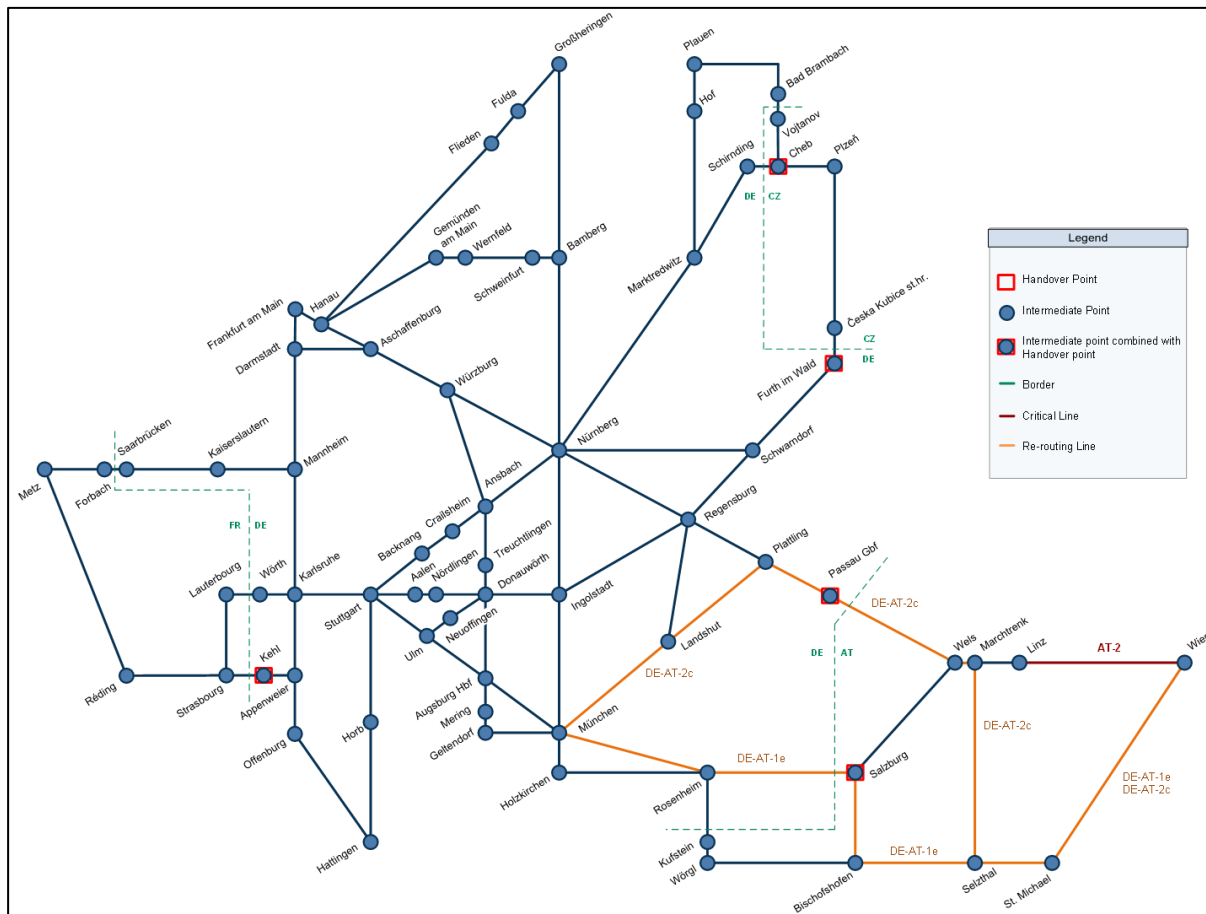 Großheringen
Plauen
Bad Brambach
Fulda
Hof
Vojtanov
Flieden
Schirnding
Cheb
Plzeň
DE
CZ
Gemünden
am Main
Wernfeld
Schweinfurt
Bamberg
Marktredwitz
Česka Kubice st.hr.
Legend
Handover Point
Intermediate Point
Intermediate point combined with
Handover point
Border
Critical Line
Re-routing Line
Frankfurt am Main
Hanau
Aschaffenburg
Darmstadt
CZ
DE
Würzburg
Furth im Wald
Saarbrücken
Kaiserslautern
Mannheim
Nürnberg
Schwarndorf
Metz
Forbach
Ansbach
Crailsheim
Regensburg
FR
DE
Backnang
Treuchtlingen
Plattling
Passau Gbf
Lauterbourg
Wörth
Karlsruhe
Aalen
Nördlingen
Donauwörth
DE-AT-2c
Stuttgart
Ingolstadt
Neuoffingen
Ulm
Landshut
Kehl
DE
AT
Wels
Marchtrenk
Linz
AT-2
Wien
DE-AT-2c
Réding
Strasbourg
Appenweier
Augsburg Hbf
Mering
München
Horb
Geltendorf
DE-AT-2c
Offenburg
DE-AT-1e
Salzburg
Holzkirchen
Rosenheim
DE-AT-1e
DE-AT-2c
Hattingen
Kufstein
Wörgl
DE-AT-1e
Bischofshofen
Selzthal
St. Michael